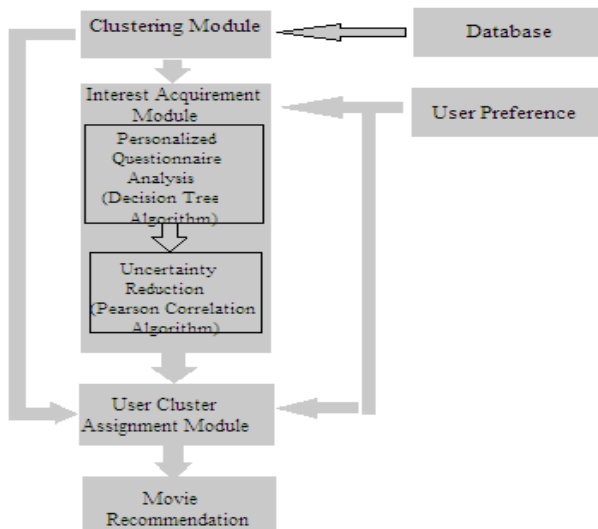 Clustering Module
Database
Interest Acquirement
Module
User Preference
Personalized
Questionnaire
Analysis
(Decision Tree
Algorithm)
Uncertainty
Reduction
(Pearson Correlation
Algorithm)
User Cluster
Assignment Module
Movie
Recommendation